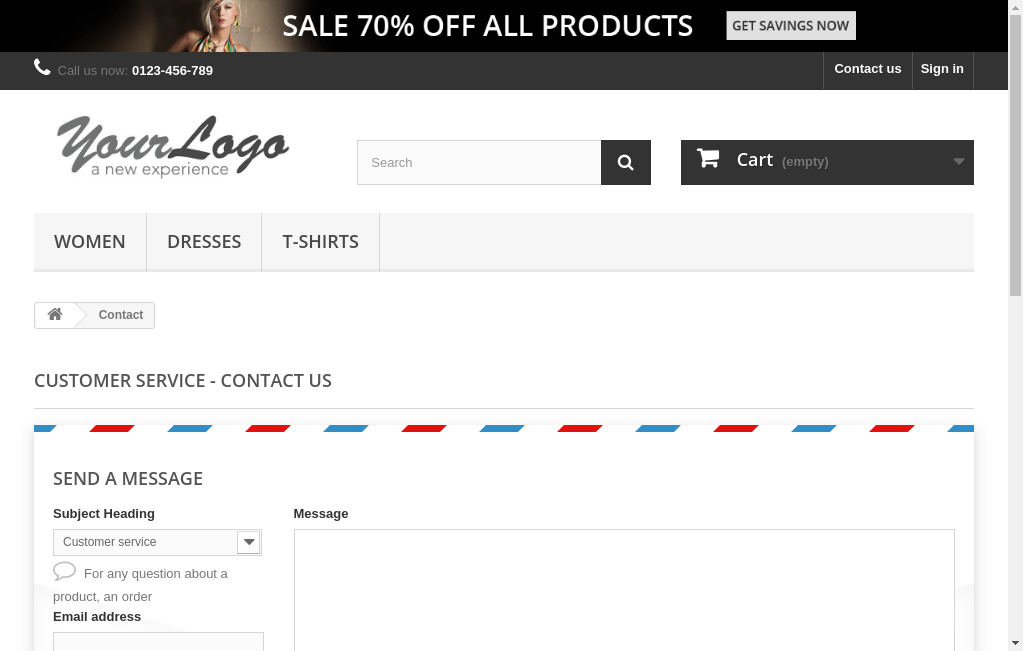 SALE 70% OFF ALL PRODUCTS GET SAVINGS NOW
Call us now: 0123-456-789 Contact us Sign in
YourLogo
a new experience
Search
Cart (empty)
WOMEN DRESSES T-SHIRTS
Contact
CUSTOMER SERVICE - CONTACT US
SEND A MESSAGE
Subject Heading
Customer service
For any question about a
product, an order
Email address
Message